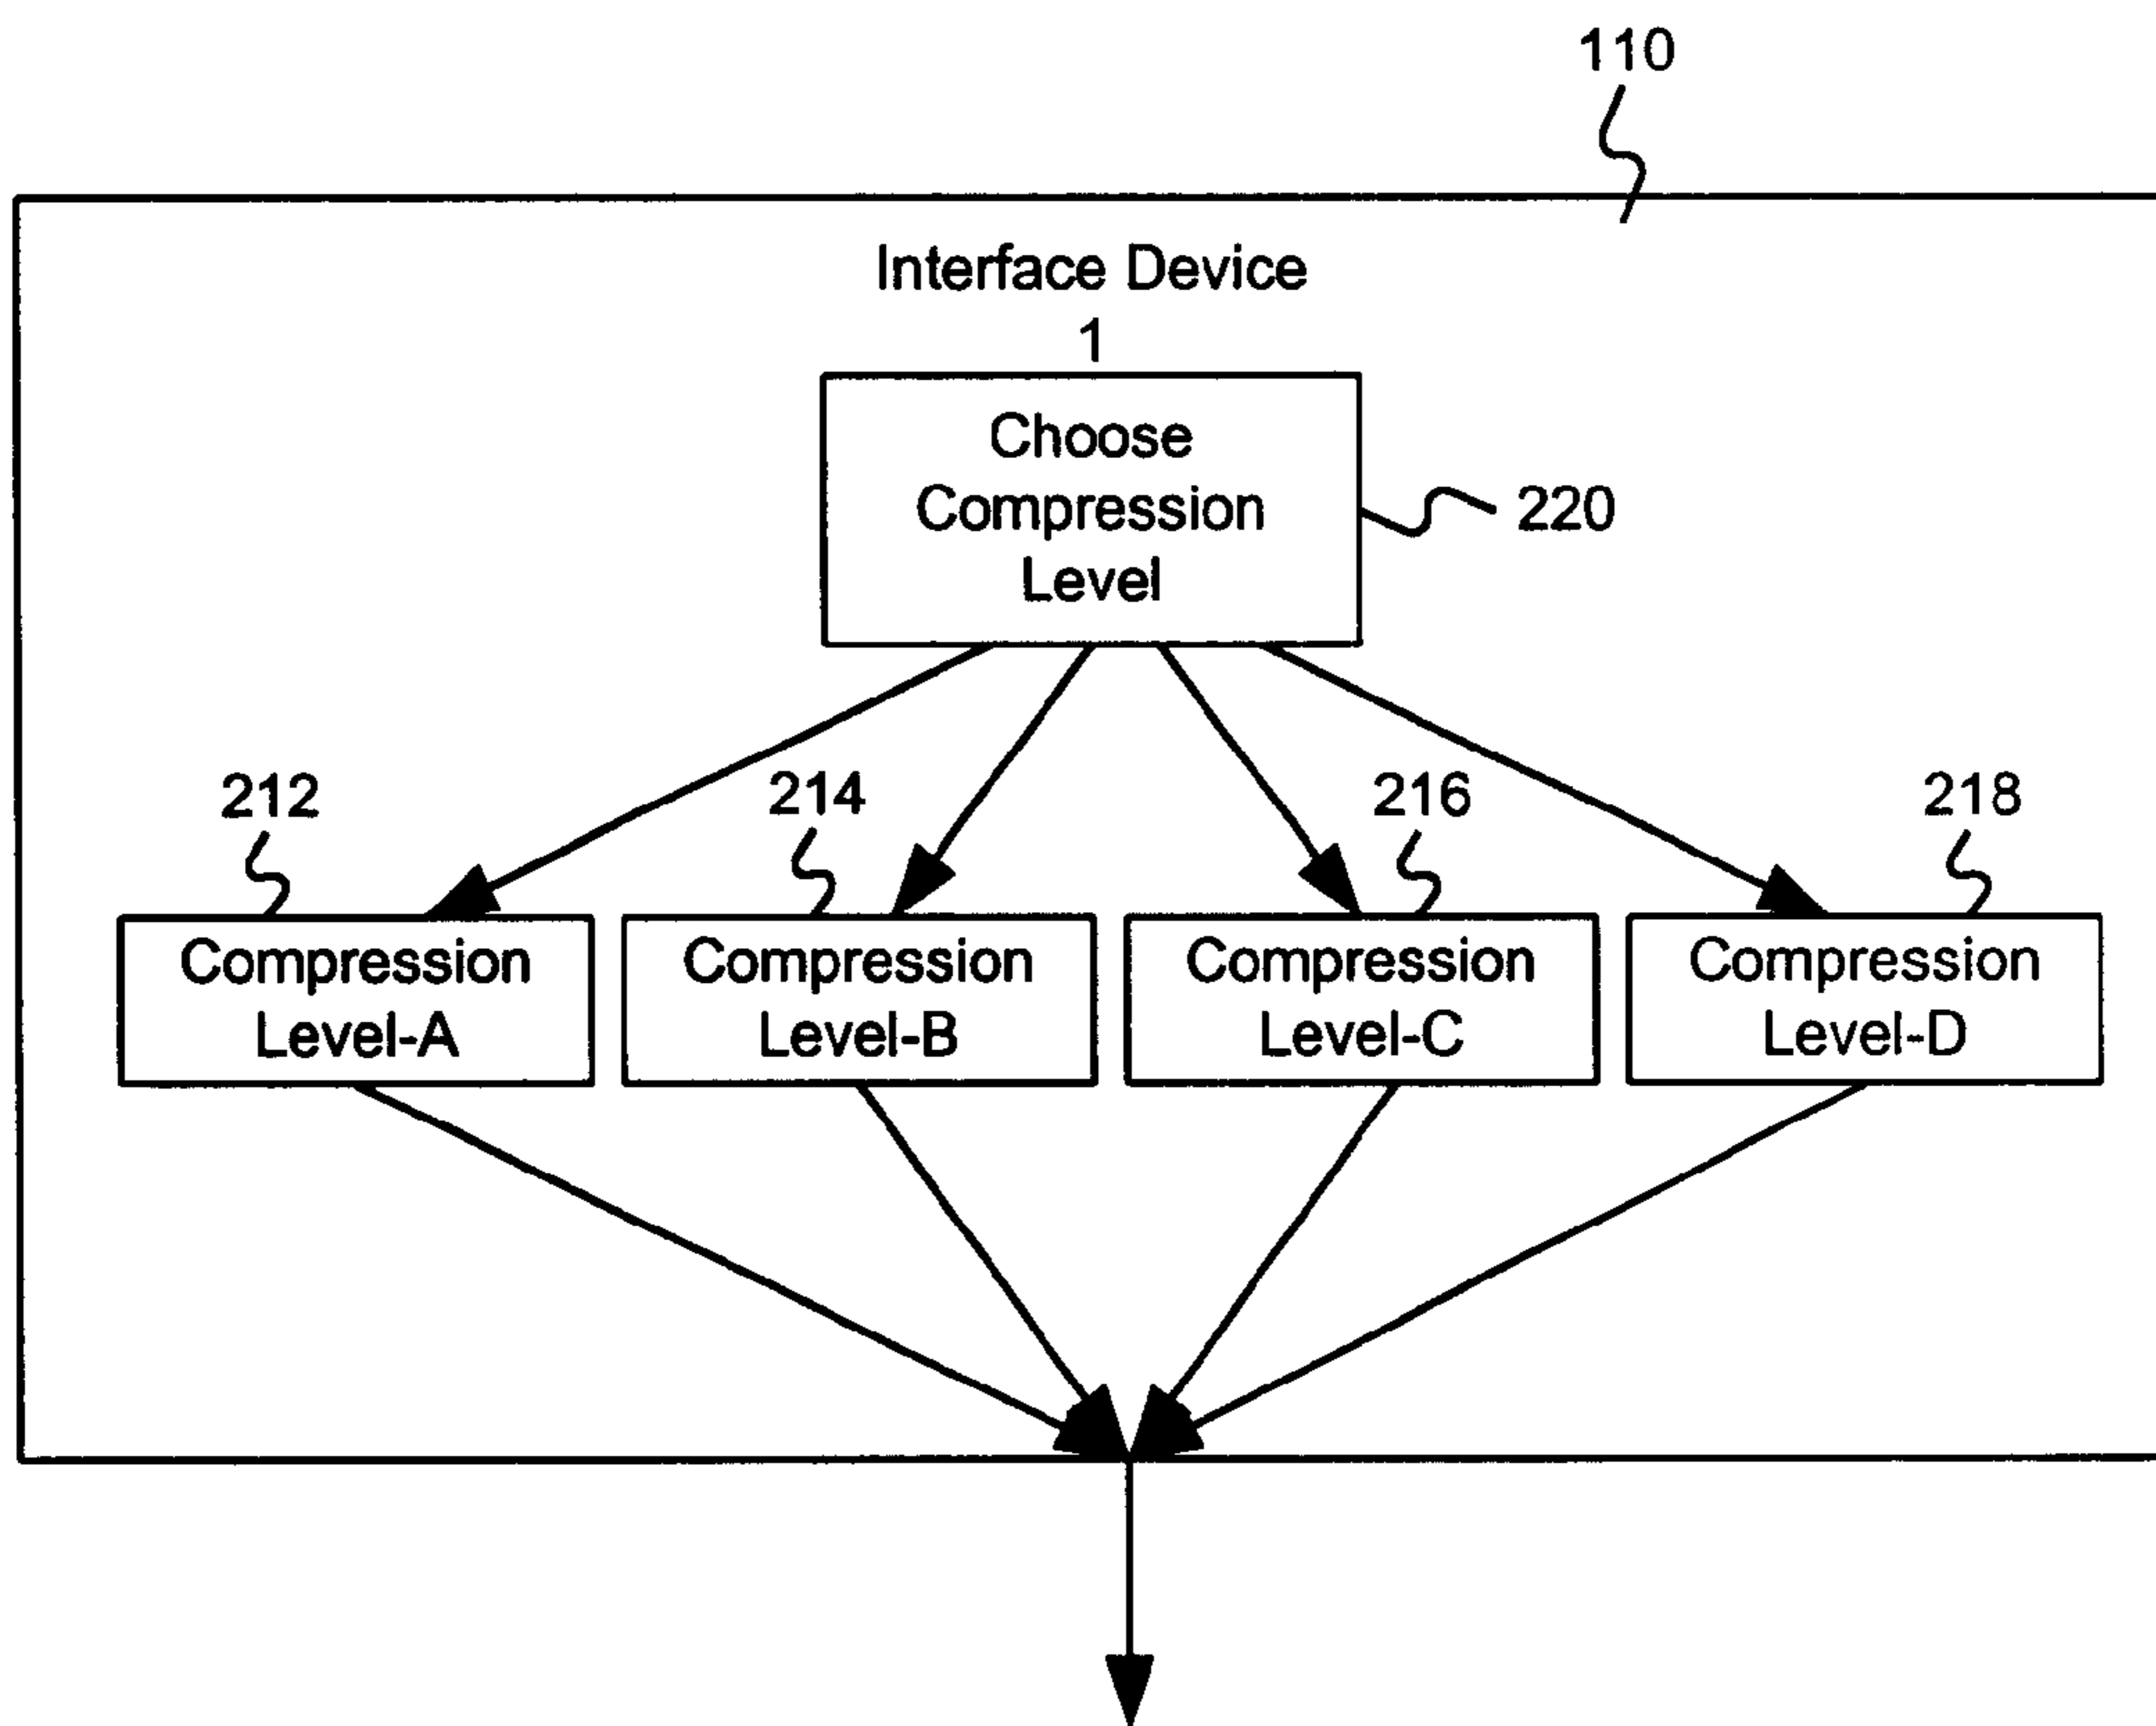 110
Interface Device
1
Choose
Compression
Level
220
212
214
216
218
Compression
Level-A
Compression
Level-B
Compression
Level-C
Compression
Level-D